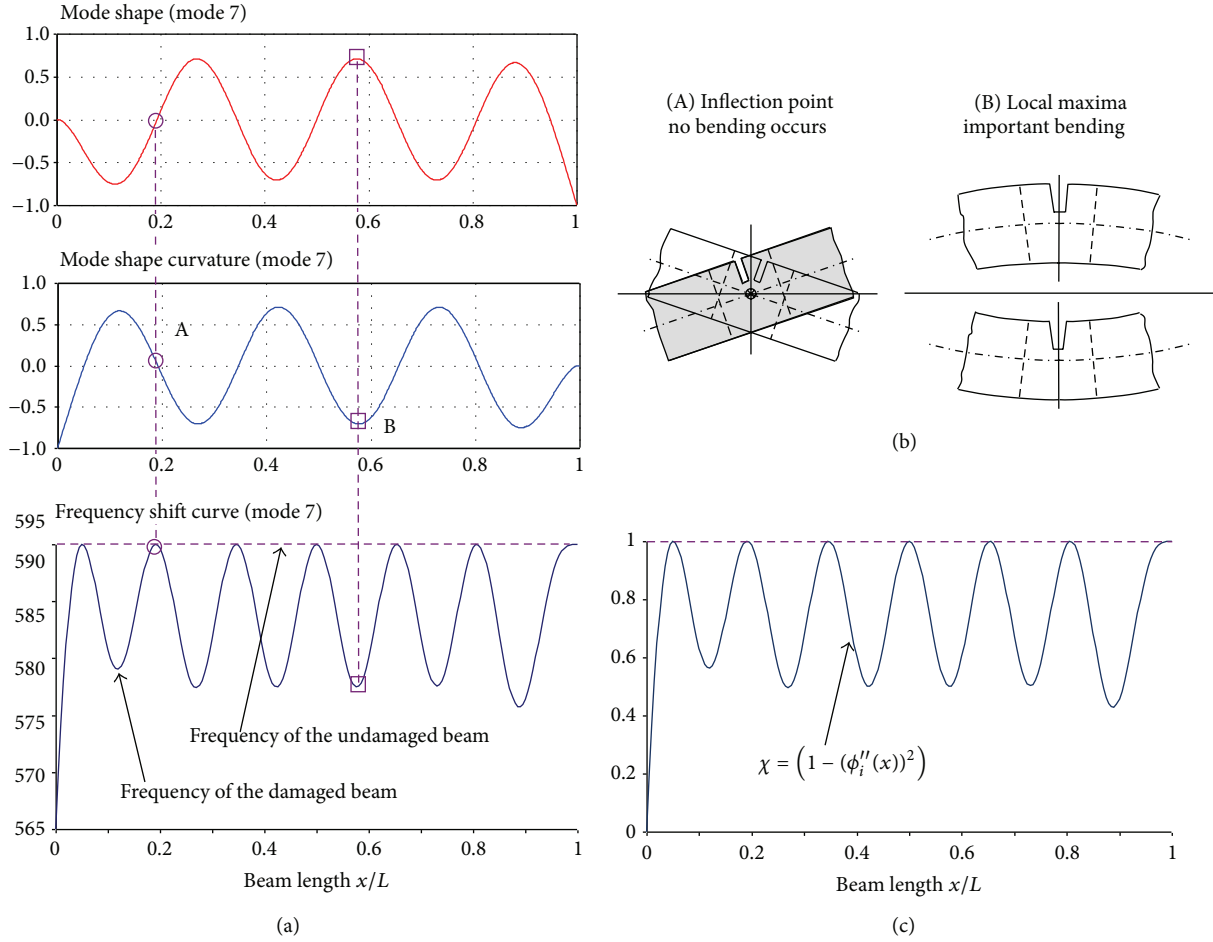 Mode shape (mode 7)
1.0
0.5
0.0
−0.5
−1.0
0
0.2
0.4
0.6
0.8
1
Mode shape curvature (mode 7)
1.0
0.5
0.0
−0.5
−1.0
A
B
0
0.2
0.4
0.6
0.8
1
Frequency shift curve (mode 7)
595
590
585
580
575
570
565
Frequency of the undamaged beam
Frequency of the damaged beam
0
0.2
0.4
0.6
0.8
1
Beam length x/L
(a)
(A) Inflection point
no bending occurs
(B) Local maxima
important bending
(b)
1
0.8
0.6
0.4
0.2
0
χ = (1 − (ϕ″ᵢ(x))²)
0
0.2
0.4
0.6
0.8
1
Beam length x/L
(c)